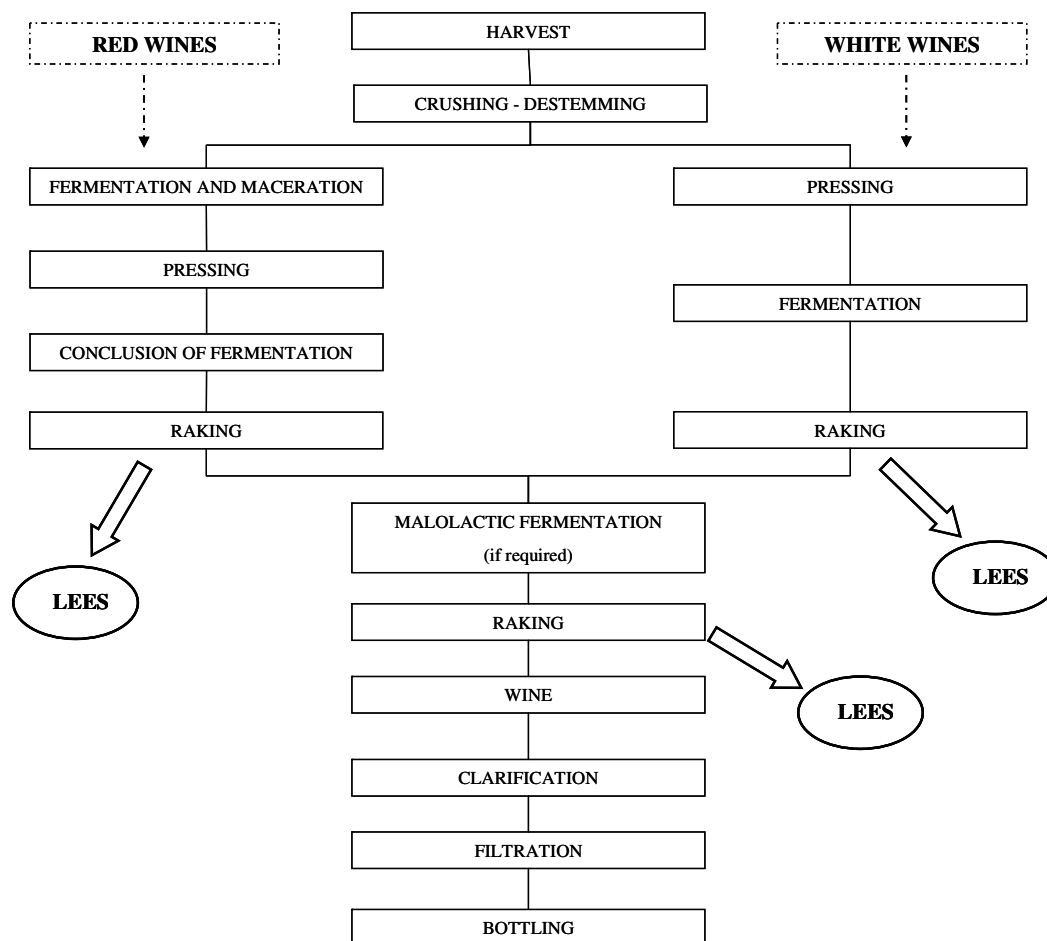 RED WINES
HARVEST
WHITE WINES
CRUSHING - DESTEMMING
FERMENTATION AND MACERATION
PRESSING
PRESSING
FERMENTATION
CONCLUSION OF FERMENTATION
RAKING
RAKING
MALOLACTIC FERMENTATION
(if required)
LEES
LEES
RAKING
WINE
LEES
CLARIFICATION
FILTRATION
BOTTLING